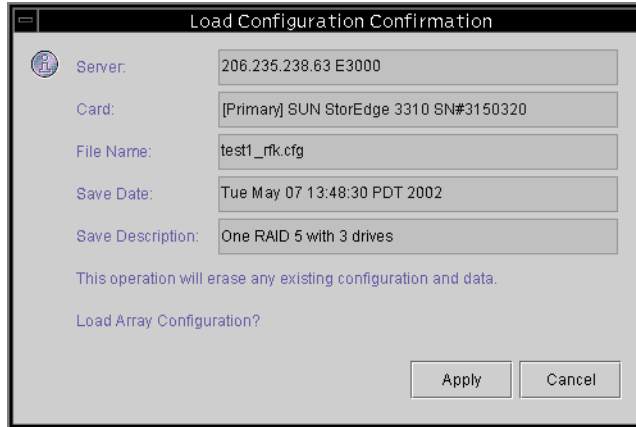 Load Configuration Confirmation
Server: 206.235.238.63 E3000
Card: [Primary] SUN StorEdge 3310 SN#3150320
File Name: test1_rfk.cfg
Save Date: Tue May 07 13:48:30 PDT 2002
Save Description: One RAID 5 with 3 drives
This operation will erase any existing configuration and data.
Load Array Configuration?
Apply Cancel